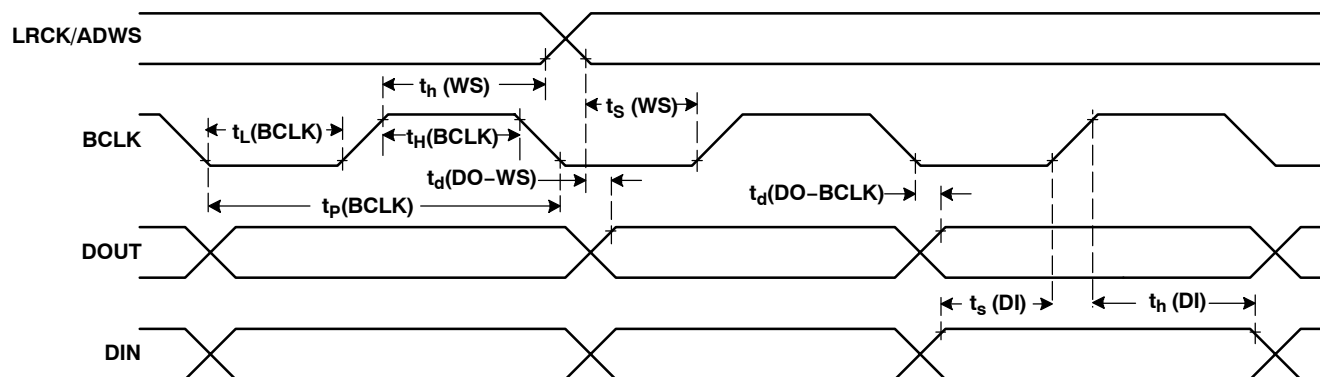 LRCK/ADWS
th (WS)
tS (WS)
BCLK
tL(BCLK)
tH(BCLK)
td(DO−WS)
td(DO−BCLK)
tP(BCLK)
DOUT
ts (DI)
th (DI)
DIN